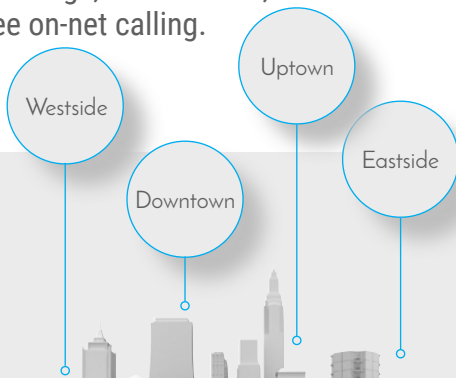 ee on-net calling.
Uptown
Westside
Eastside
Downtown